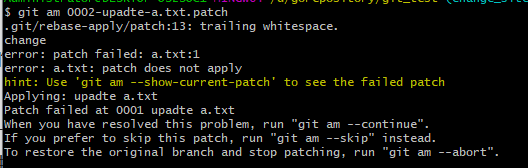 $ git am 0002-upadte-a.txt.patch
.git/rebase-apply/patch:13: trailing whitespace.
change
error: patch failed: a.txt:1
error: a.txt: patch does not apply
hint: Use 'git am --show-current-patch' to see the failed patch
Applying: upadte a.txt
Patch failed at 0001 upadte a.txt
When you have resolved this problem, run "git am --continue".
If you prefer to skip this patch, run "git am --skip" instead.
To restore the original branch and stop patching, run "git am --abort".